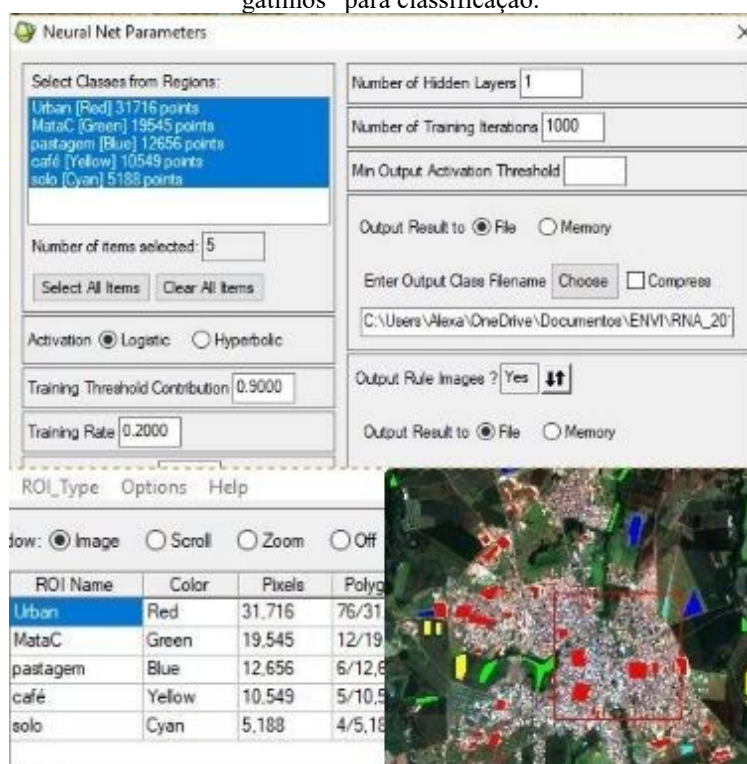 para classificação.
Neural Net Parameters
Select Classes from Regions:
Urban [Red] 31716 points
MataC [Green] 19545 points
pastagem [Blue] 12656 points
café [Yellow] 10549 points
solo [Cyan] 5188 points
Number of items selected: 5
Select All Items Clear All Items
Activation Logistic Hyperbolic
Training Threshold Contribution 0.9000
Training Rate 0.2000
Number of Hidden Layers 1
Number of Training Iterations 1000
Min Output Activation Threshold
Output Result to File Memory
Enter Output Class Filename Choose Compress
C:\Users\Alexa\OneDrive\Documentos\ENVI\RNA_20
Output Rule Images ? Yes
Output Result to File Memory
ROI_Type Options Help
dow: Image Scroll Zoom Off
ROI Name Color Pixels Polyg
Urban Red 31,716 76/31
MataC Green 19,545 12/19
pastagem Blue 12,656 6/12,6
café Yellow 10,549 5/10,5
solo Cyan 5,188 4/5,18